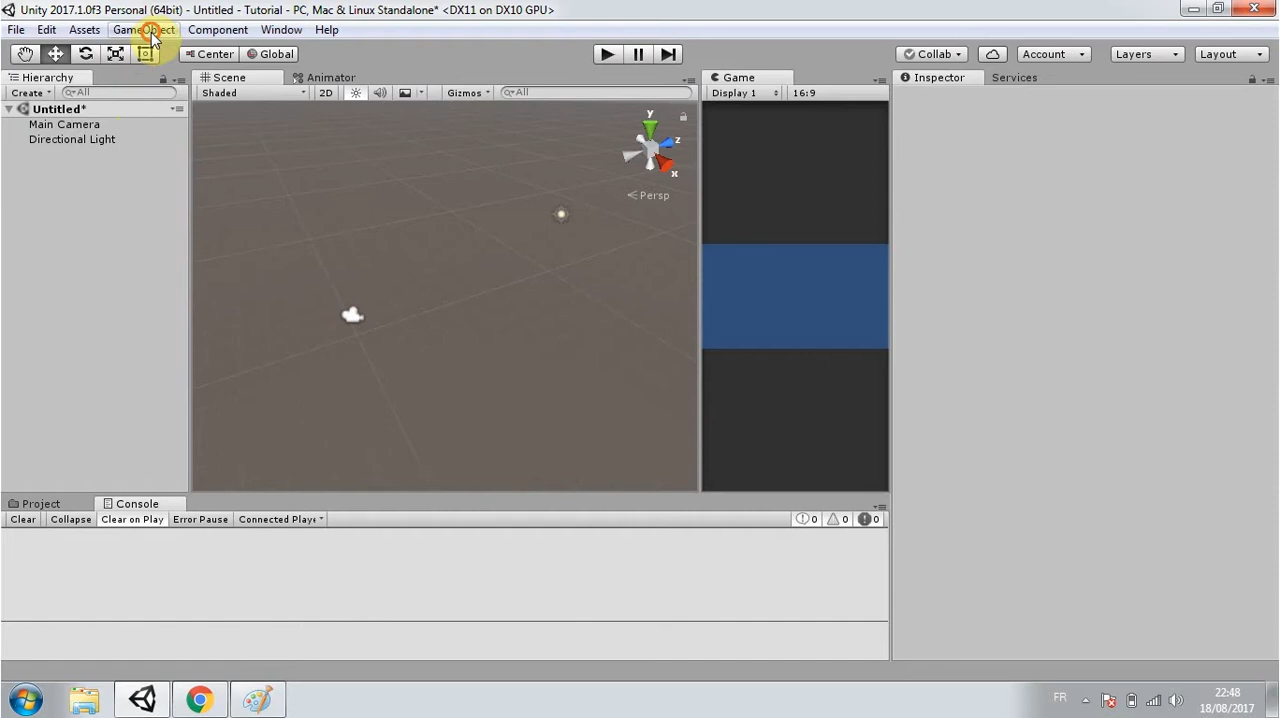 Unity 2017.1.0f3 Personal (64bit) - Untitled - Tutorial - PC, Mac & Linux Standalone* <DX11 on DX10 GPU>
File Edit Assets GameObject Component Window Help
Center Global Collab Account Layers Layout
Hierarchy Scene Animator Game Inspector Services
Create All Shaded 2D Gizmos All Display 1 16:9
Untitled*
Main Camera
Directional Light
y
z
x
Persp
Project Console
Clear Collapse Clear on Play Error Pause Connected Playe 0 0 0
FR 22:48
18/08/2017